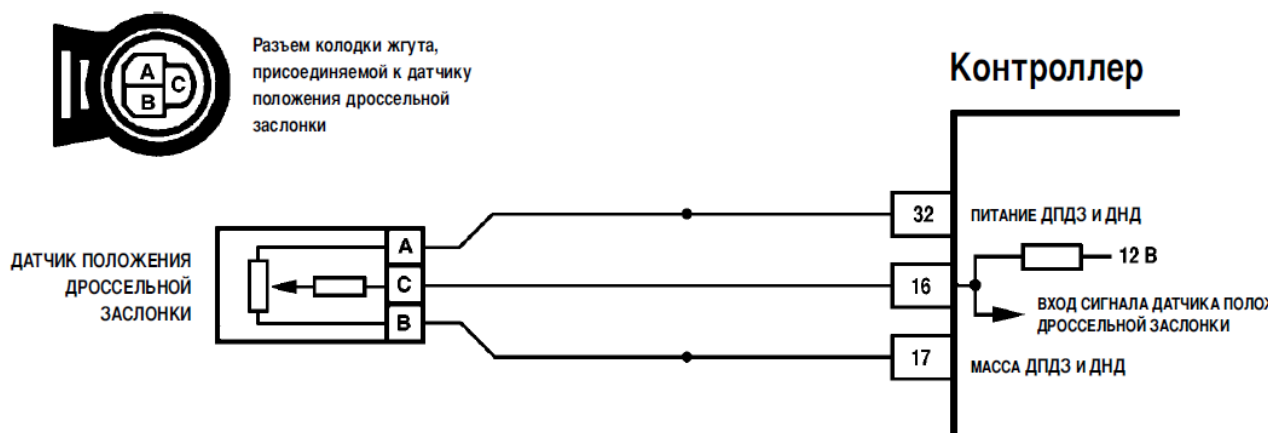 Разъем колодки жгута,
присоединяемой к датчику
положения дроссельной
заслонки
A
B
C
Контроллер
ДАТЧИК ПОЛОЖЕНИЯ
ДРОССЕЛЬНОЙ
ЗАСЛОНКИ
A
C
B
32
16
17
ПИТАНИЕ ДПДЗ И ДНД
12 В
ВХОД СИГНАЛА ДАТЧИКА ПОЛОЖ
ДРОССЕЛЬНОЙ ЗАСЛОНКИ
МАССА ДПДЗ И ДНД